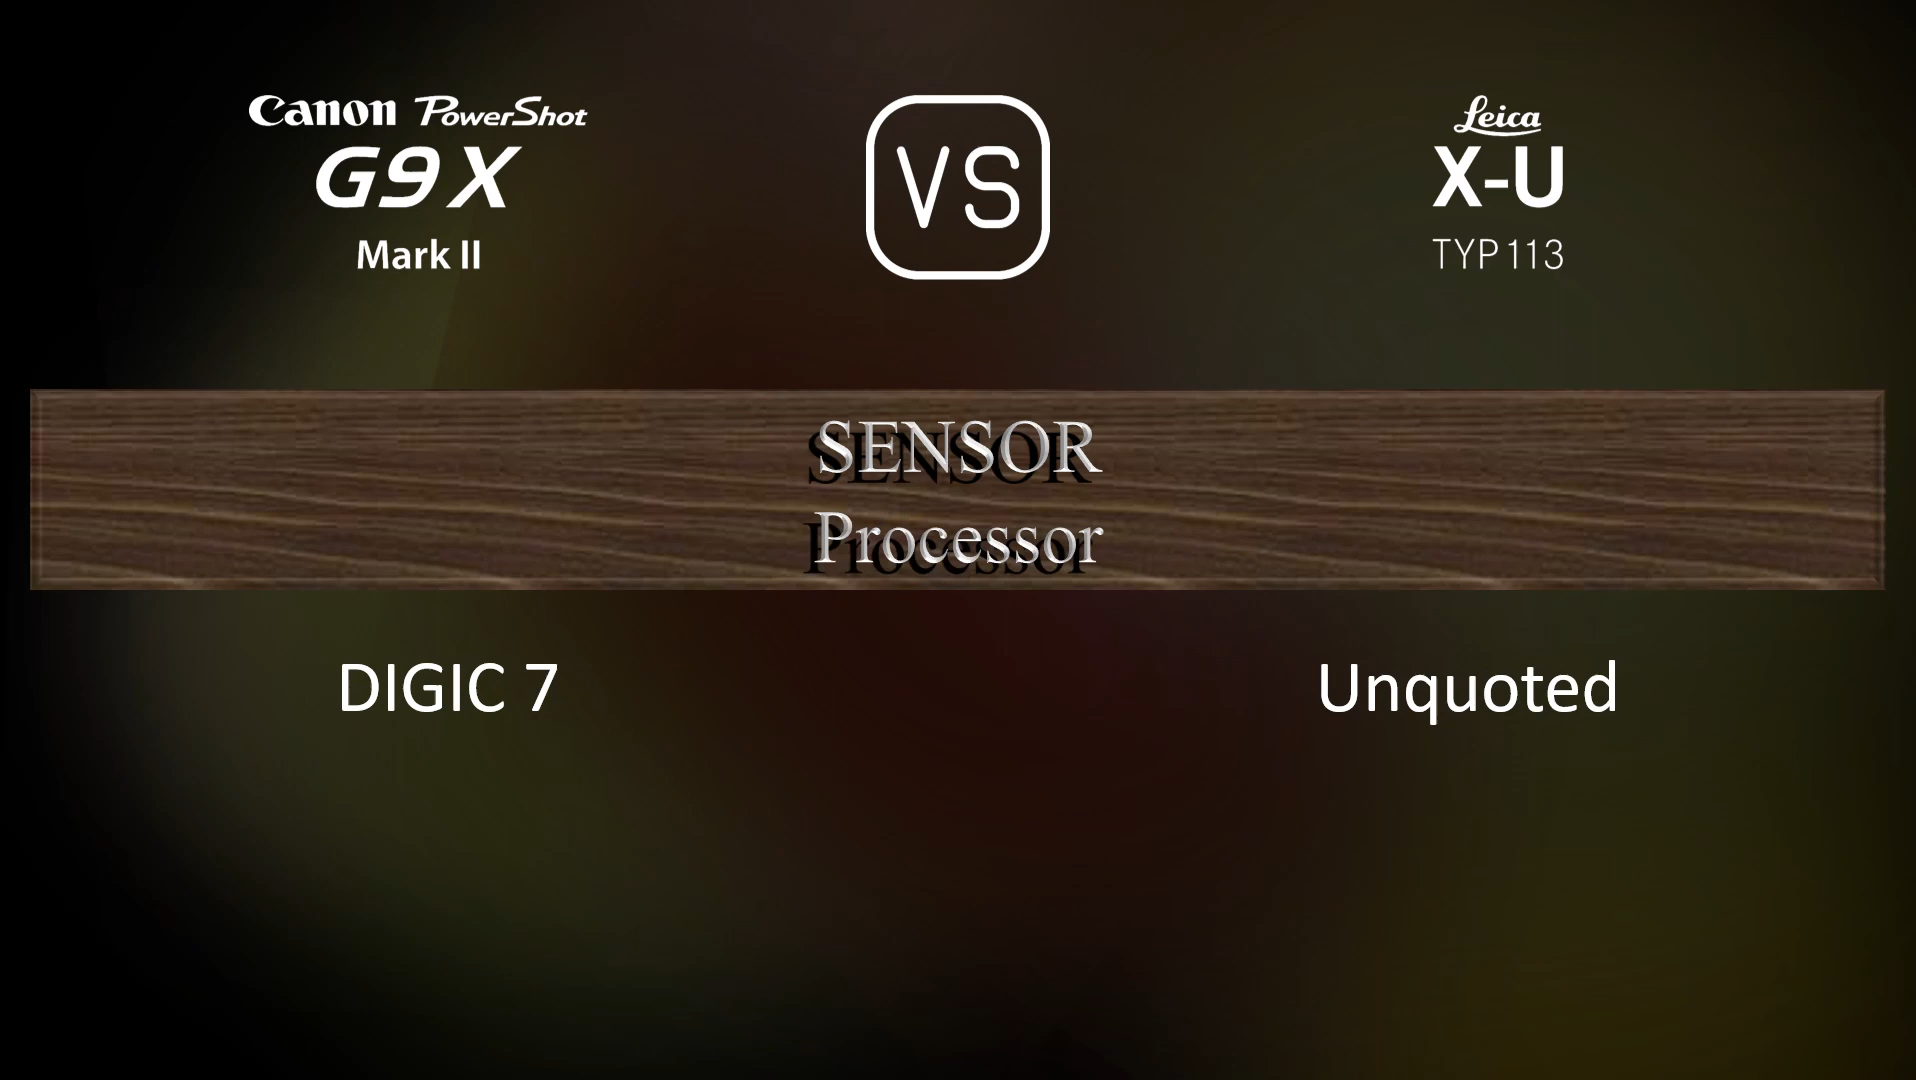 Canon PowerShot
G9 X
Mark II
VS
Leica
X-U
TYP 113
SENSOR
Processor
DIGIC 7
Unquoted